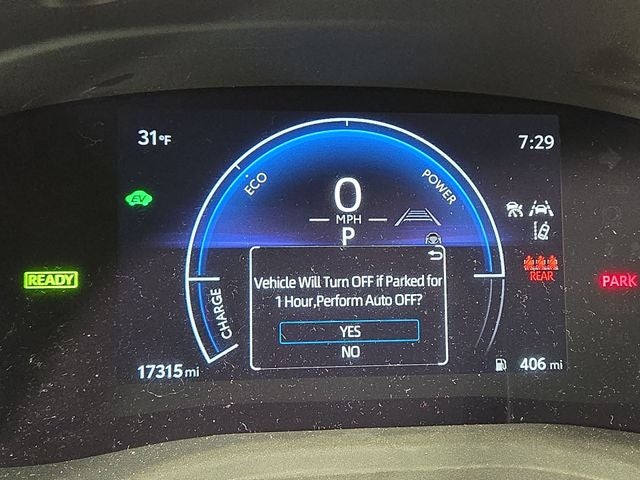 31°F
7:29
ECO
POWER
EV
0
MPH
P
READY
REAR
PARK
CHARGE
Vehicle Will Turn OFF if Parked for
1 Hour,Perform Auto OFF?
YES
NO
17315 mi
406 mi